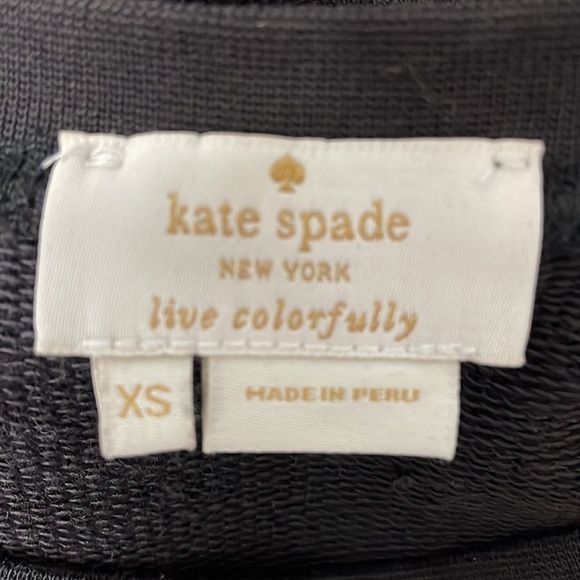 kate spade
NEW YORK
live colorfully
XS
MADE IN PERU